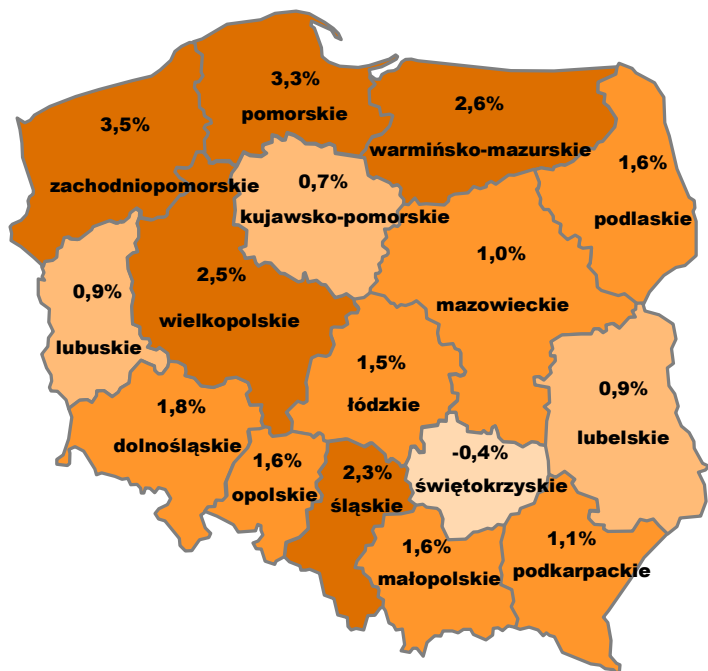 3,3%
pomorskie
2,6%
warmińsko-mazurskie
3,5%
zachodniopomorskie
1,6%
podlaskie
0,7%
kujawsko-pomorskie
1,0%
mazowieckie
2,5%
wielkopolskie
0,9%
lubuskie
1,5%
łódzkie
0,9%
lubelskie
1,8%
dolnośląskie
-0,4%
świętokrzyskie
1,6%
opolskie
2,3%
śląskie
1,6%
małopolskie
1,1%
podkarpackie